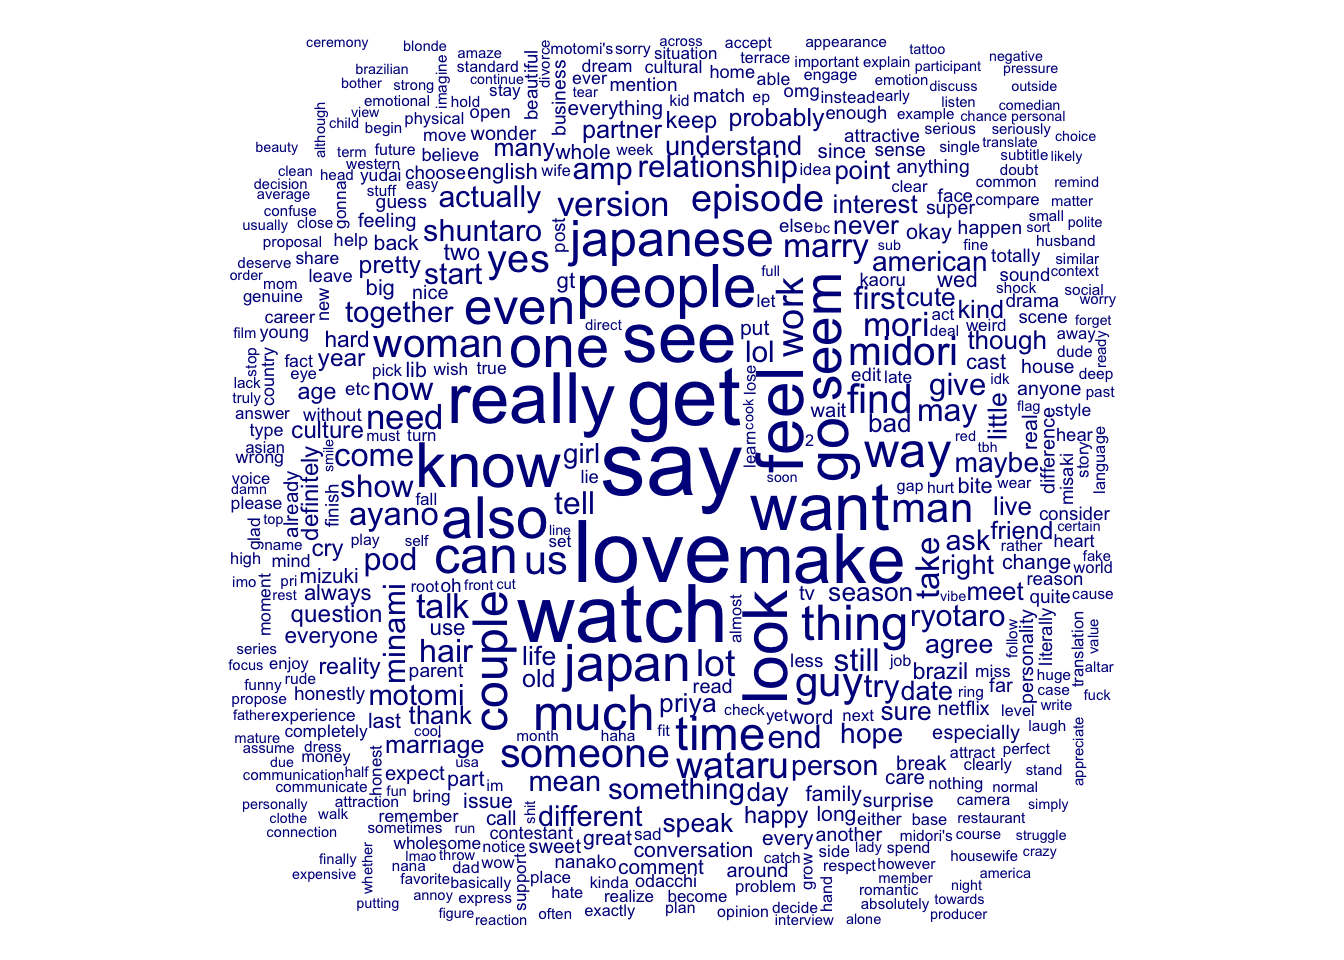 ceremony blonde across accept appearance
amaze motomi's sorry situation tattoo
brazilian standard divorce dream cultural terrace important explain negative
bother strong imagine continue stay beautiful business ever mention home able engage participant pressure
emotional hold tear everything kid match ep omg instead early emotion discuss outside
view physical open listen comedian
child begin although move wonder partner keep probably enough example chance personal
beauty term future believe many whole week understand since attractive serious seriously choice
western sense single translate subtitle likely
clean head yudai choose english wife amp relationship idea point anything doubt
decision stuff easy actually version episode interest clear face common remind
average gonna guess super compare matter
confuse usually close feeling shuntaro post japanese else bc never okay happen small sort polite
proposal help back two yes marry sub fine husband
deserve share pretty start gt people full american totally similar
order mom leave big nice let kaoru wed sound context
genuine new together even work seem first cute shock social
career direct put act kind drama worry
film young hard woman one see lol mori deal weird scene forget
stop country fact year pick lib wish true midori though away ready
lack eye now really get lose edit late cast house dude deep
truly age etc need feel go find give idk anyone past
answer without cook wait may little flag style
type culture must turn learn 2 bad red real difference hear
asian wrong smile come know girl say way tbh maybe misaki story language
voice definitely show lie soon gap hurt bite wear
damn please already finish fall tell want man live consider
glad top ayano also line friend certain
name cry play self set love make ask rather heart
high mind pod can us take right change fake world
imo pri mizuki root oh front cut reason
moment rest always minami couple watch look tv season vibe meet quite cause
question talk almost thing ryotaro
everyone use follow personality literally translation value
series hair life japan lot less still job agree
focus enjoy reality parent old read guy try date brazil miss huge altar
funny rude honestly motomi priya ring far case fuck
propose much check yet word next sure netflix level write
father experience last thank time end hope especially laugh
mature completely cool month haha fit
assume dress marriage someone attract perfect
due money honest usa wataru person break clearly stand appreciate
communication half expect part im mean something day care nothing normal
communicate fun family surprise
personally attraction bring issue shit different happy long camera simply
clothe walk remember call speak either base restaurant
connection sometimes run contestant great sad every another midori's course struggle
wholesome notice sweet conversation side lady spend
finally lmao throw nanako comment catch around respect however housewife crazy
expensive whether nana dad wow place kinda odacchi grow member america
favorite basically support problem night
putting annoy express hate realize become hand romantic
figure often exactly plan opinion decide absolutely towards
reaction interview alone producer